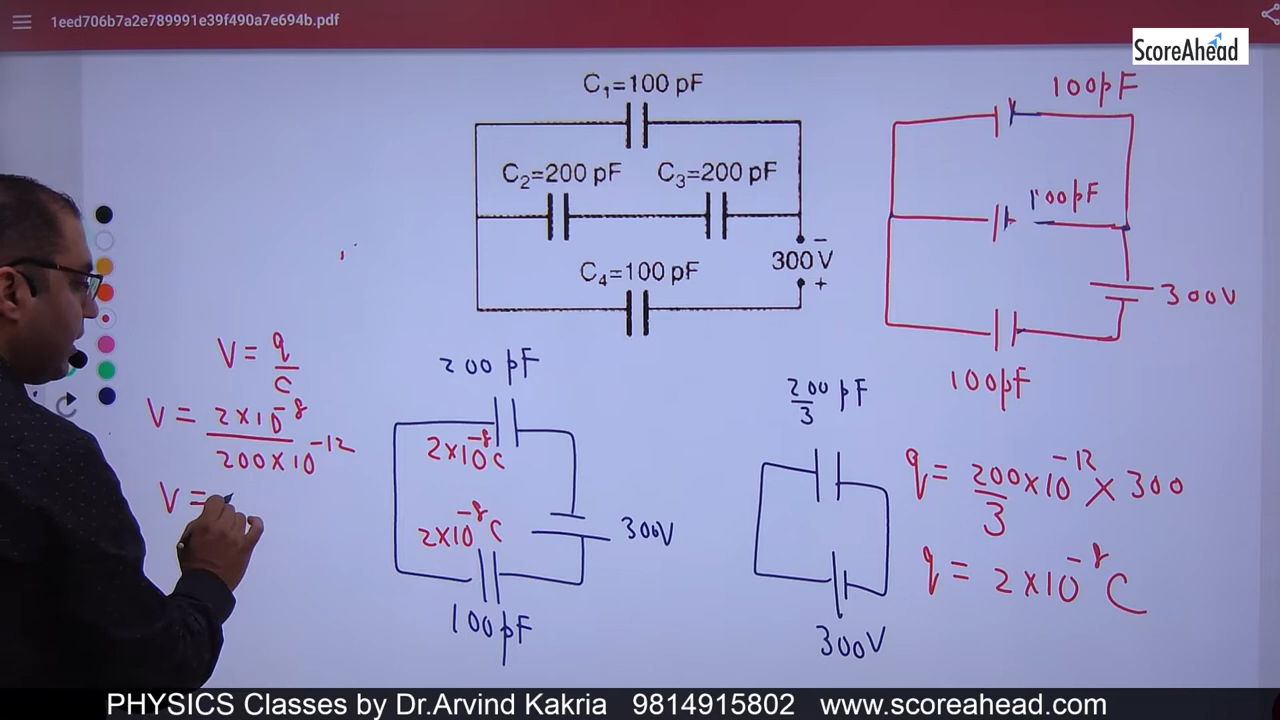 1eed706b7a2e789991e39f490a7e694b.pdf
ScoreAhead
C₁=100 pF
C₂=200 pF
C₃=200 pF
C₄=100 pF
−
300 V
+
100pF
100pF
300V
100pF
V = q/C
V = 2×10⁻⁸ / 200×10⁻¹²
V =
200 pF
2×10⁻⁸C
2×10⁻⁸C
300V
100pF
200/3 pF
300V
q = 200/3 ×10⁻¹² × 300
q = 2×10⁻⁸ C
PHYSICS Classes by Dr.Arvind Kakria 9814915802 www.scoreahead.com